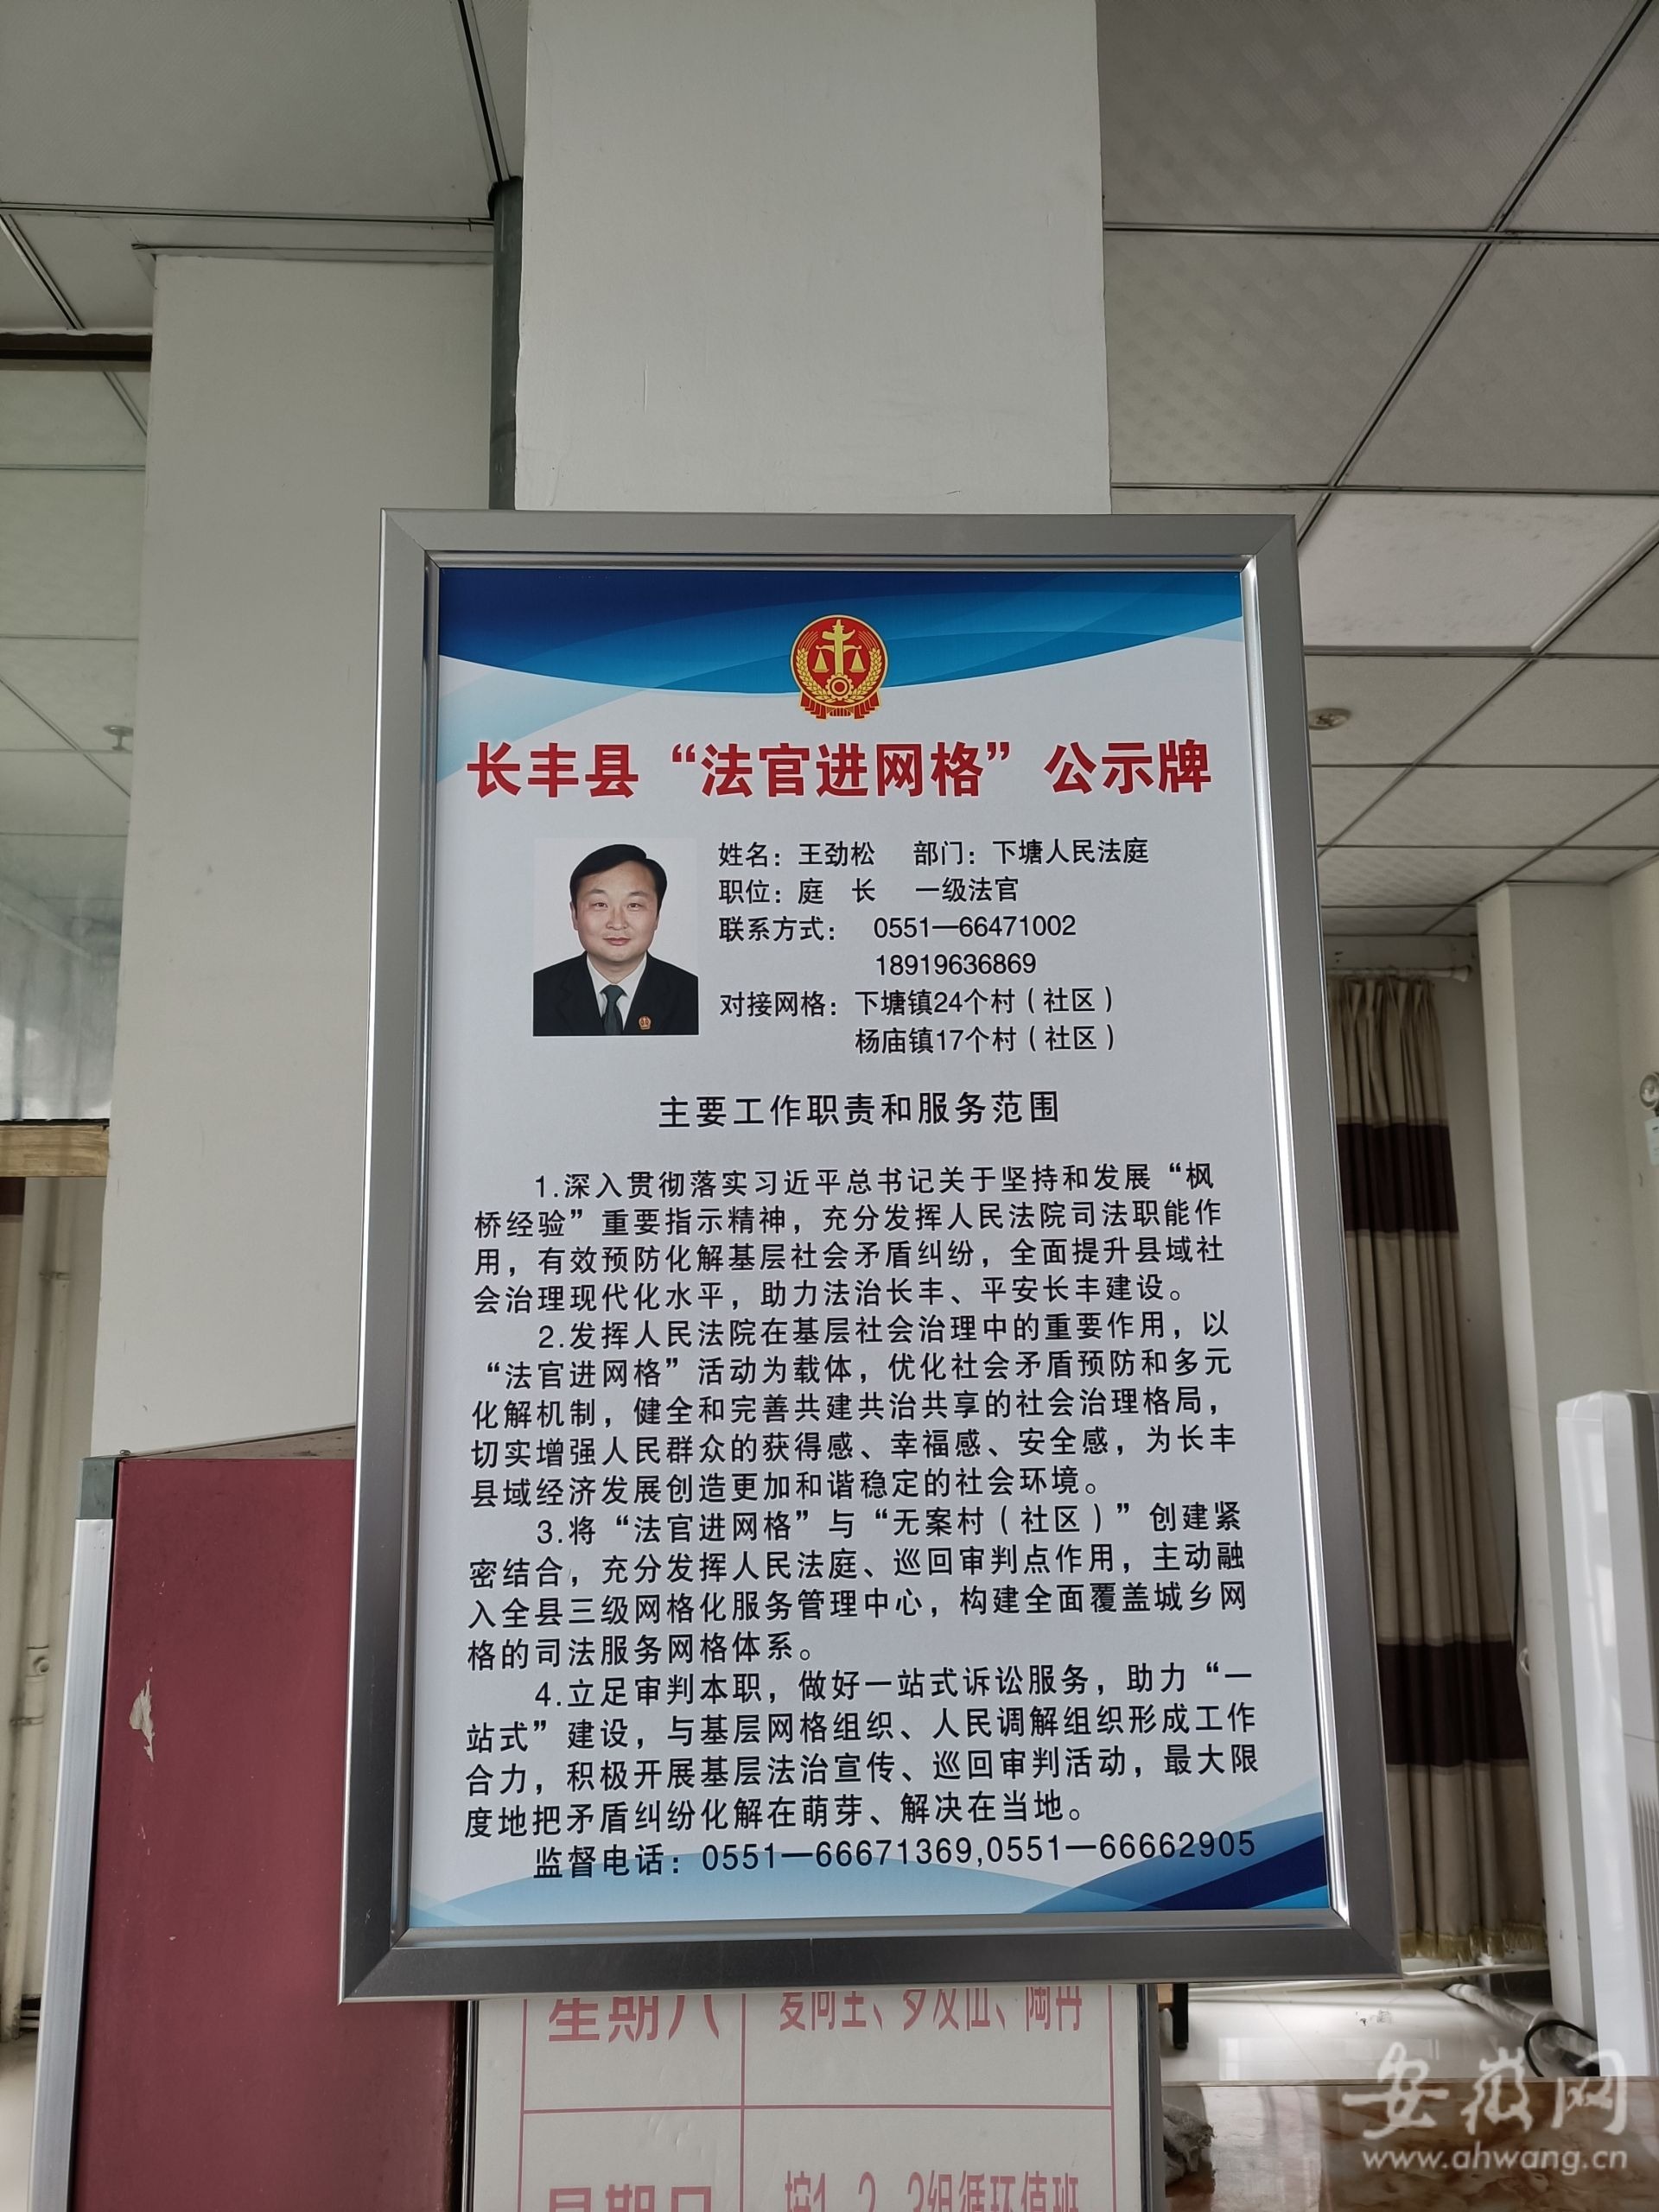 长丰县“法官进网格”公示牌
姓名：王劲松 部门：下塘人民法庭
职位：庭 长 一级法官
联系方式： 0551—66471002
18919636869
对接网格：下塘镇24个村（社区）
杨庙镇17个村（社区）
主要工作职责和服务范围
1.深入贯彻落实习近平总书记关于坚持和发展“枫
桥经验”重要指示精神，充分发挥人民法院司法职能作
用，有效预防化解基层社会矛盾纠纷，全面提升县域社
会治理现代化水平，助力法治长丰、平安长丰建设。
2.发挥人民法院在基层社会治理中的重要作用，以
“法官进网格”活动为载体，优化社会矛盾预防和多元
化解机制，健全和完善共建共治共享的社会治理格局，
切实增强人民群众的获得感、幸福感、安全感，为长丰
县域经济发展创造更加和谐稳定的社会环境。
3.将“法官进网格”与“无案村（社区）”创建紧
密结合，充分发挥人民法庭、巡回审判点作用，主动融
入全县三级网格化服务管理中心，构建全面覆盖城乡网
格的司法服务网格体系。
4.立足审判本职，做好一站式诉讼服务，助力“一
站式”建设，与基层网格组织、人民调解组织形成工作
合力，积极开展基层法治宣传、巡回审判活动，最大限
度地把矛盾纠纷化解在萌芽、解决在当地。
监督电话：0551—66671369,0551—66662905
星期六
星期日 按1、2、3组循环值班
安徽网
www.ahwang.cn